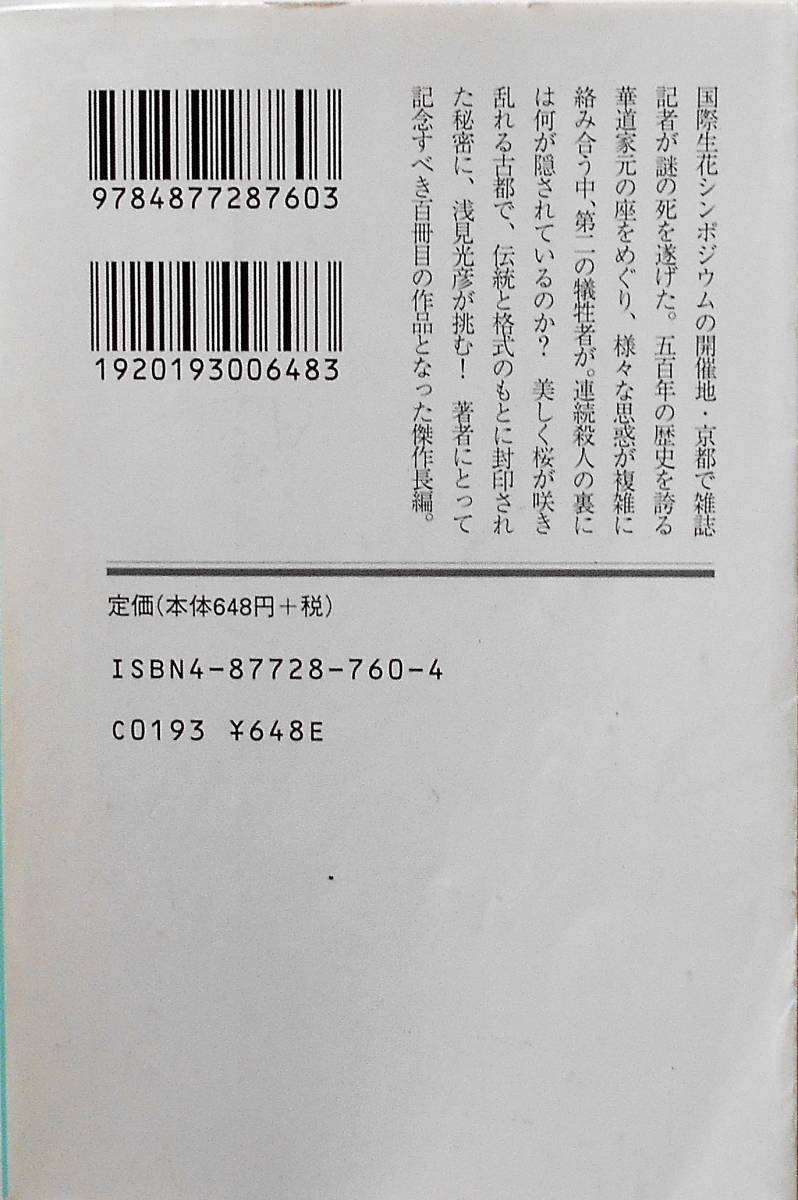 国際生花シンポジウムの開催地・京都で雑誌
記者が謎の死を遂げた。五百年の歴史を誇る
華道家元の座をめぐり、様々な思惑が複雑に
絡み合う中、第二の犠牲者が。連続殺人の裏に
は何が隠されているのか？　美しく桜が咲き
乱れる古都で、伝統と格式のもとに封印され
た秘密に、浅見光彦が挑む！　著者にとって
記念すべき百冊目の作品となった傑作長編。
9784877287603
1920193006483
定価（本体648円＋税）
ISBN4-87728-760-4
C0193 ¥648E